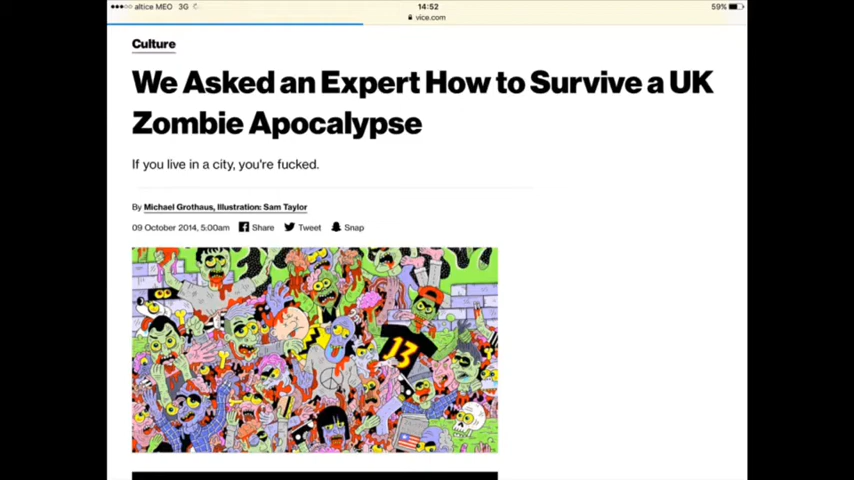 altice MEO 3G 14:52 59%
vice.com
Culture
We Asked an Expert How to Survive a UK
Zombie Apocalypse
If you live in a city, you're fucked.
By Michael Grothaus, Illustration: Sam Taylor
09 October 2014, 5:00am Share Tweet Snap
13